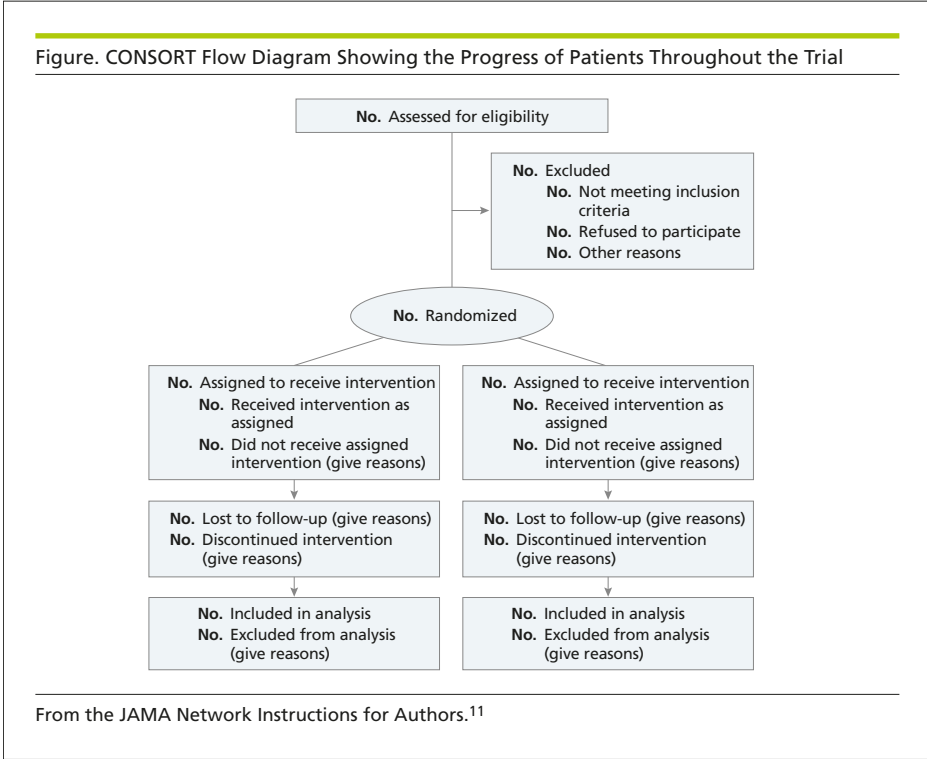 Figure. CONSORT Flow Diagram Showing the Progress of Patients Throughout the Trial
No. Assessed for eligibility
No. Excluded
No. Not meeting inclusion
criteria
No. Refused to participate
No. Other reasons
No. Randomized
No. Assigned to receive intervention
No. Received intervention as
assigned
No. Did not receive assigned
intervention (give reasons)
No. Assigned to receive intervention
No. Received intervention as
assigned
No. Did not receive assigned
intervention (give reasons)
No. Lost to follow-up (give reasons)
No. Discontinued intervention
(give reasons)
No. Lost to follow-up (give reasons)
No. Discontinued intervention
(give reasons)
No. Included in analysis
No. Excluded from analysis
(give reasons)
No. Included in analysis
No. Excluded from analysis
(give reasons)
From the JAMA Network Instructions for Authors.11